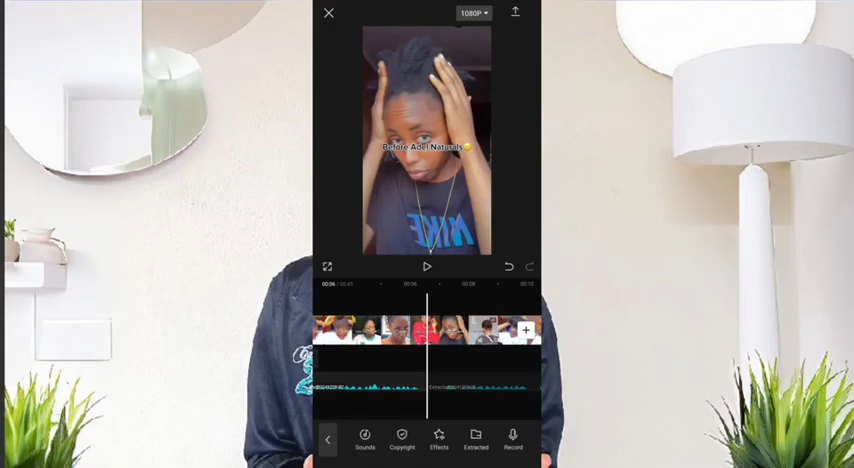 1080P
Before Adel Naturals😔
NIKE
00:06 / 00:45
00:06
00:08
00:10
Sounds
Copyright
Effects
Extracted
Record